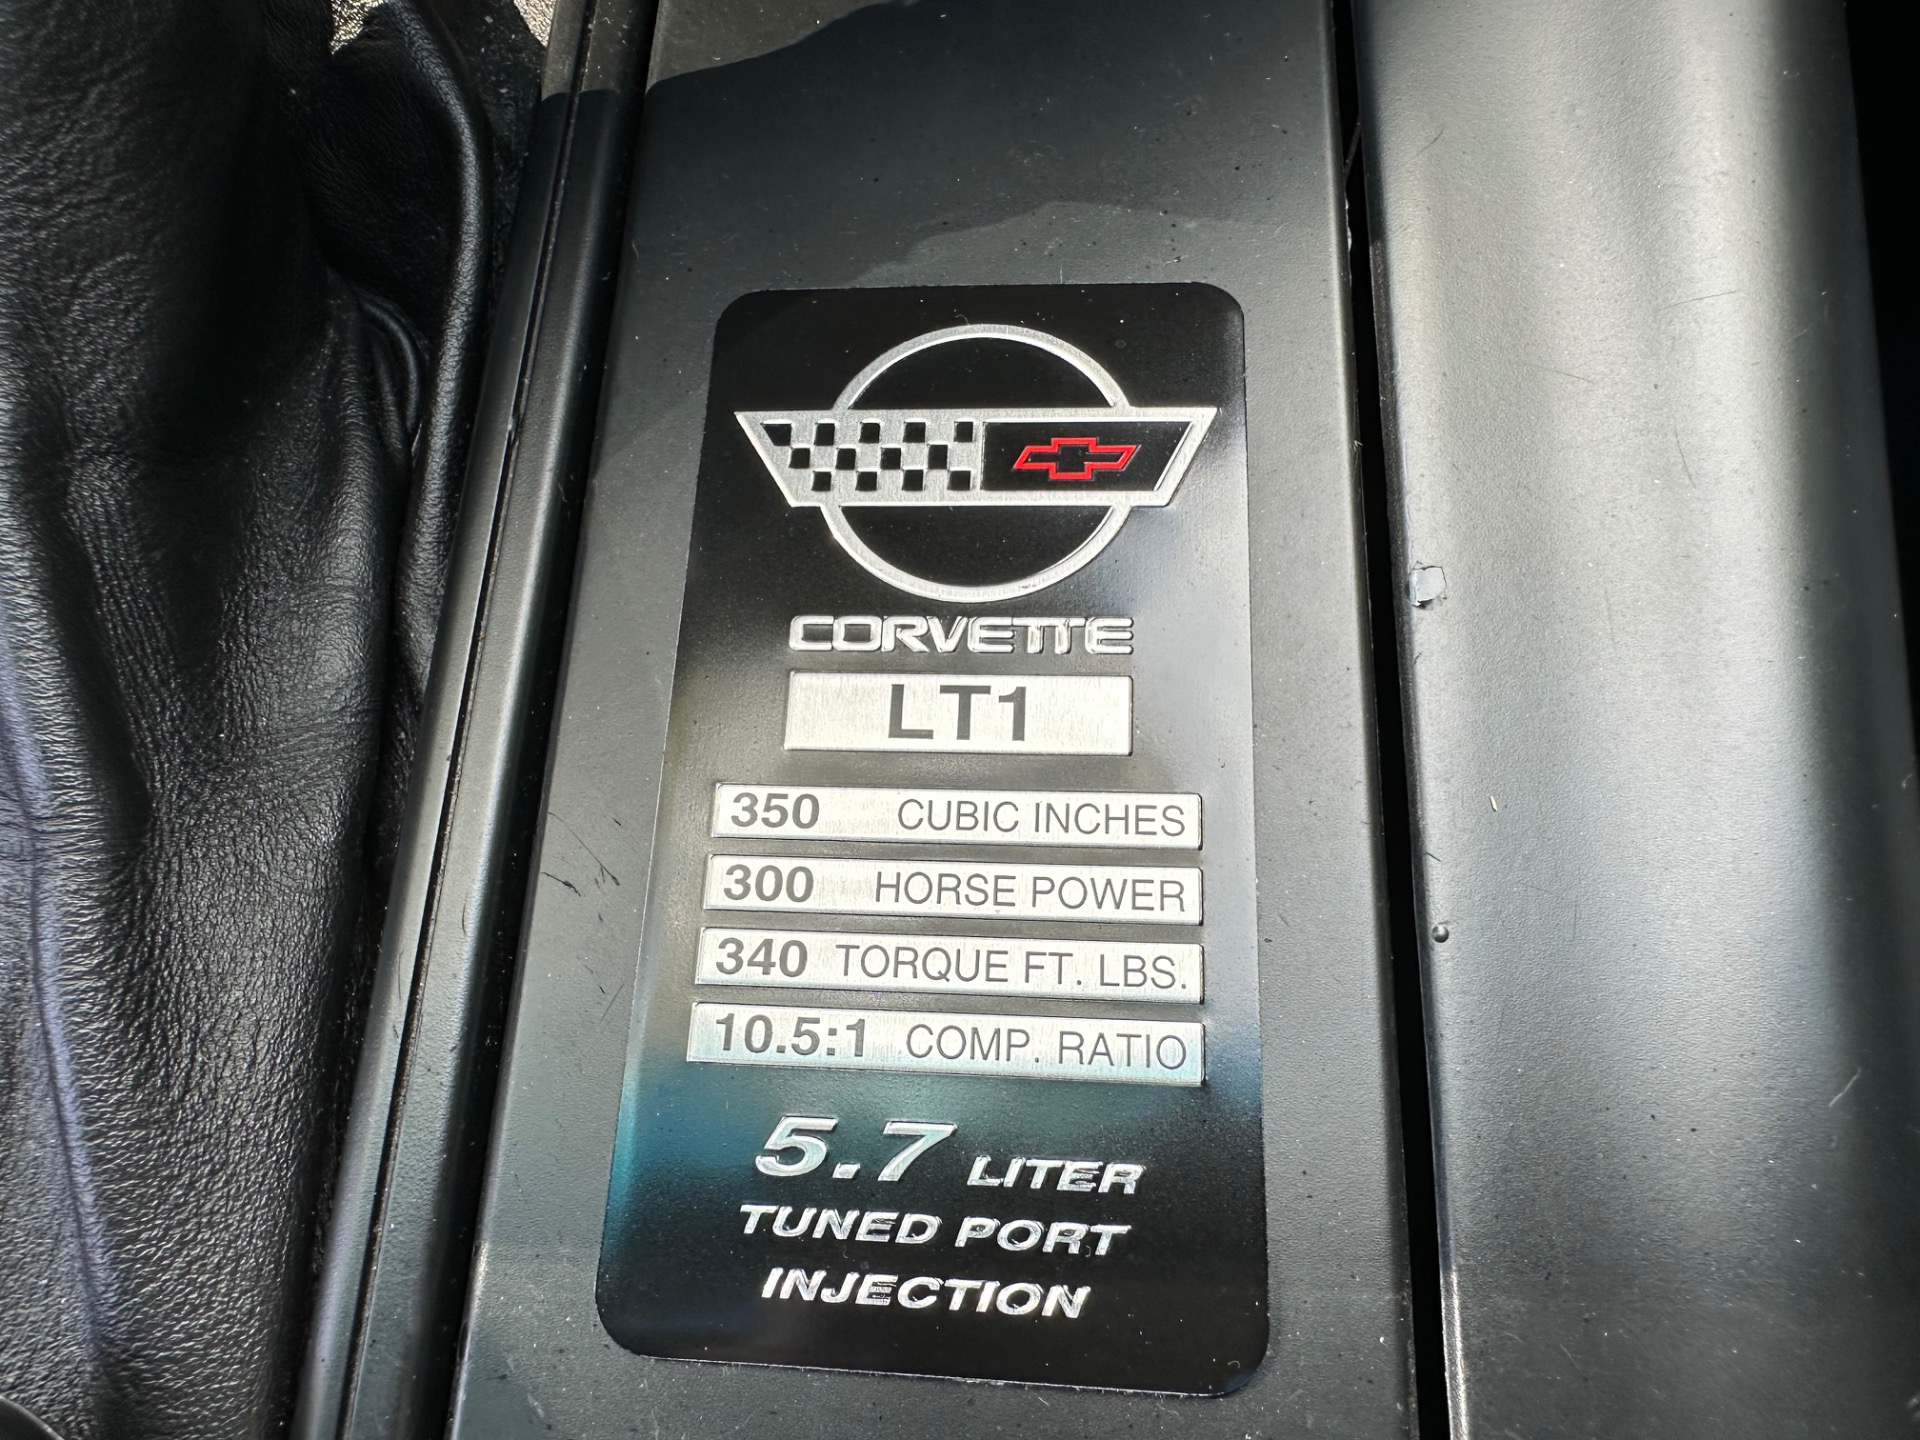 CORVETTE
LT1
350 CUBIC INCHES
300 HORSE POWER
340 TORQUE FT. LBS.
10.5:1 COMP. RATIO
5.7 LITER
TUNED PORT
INJECTION